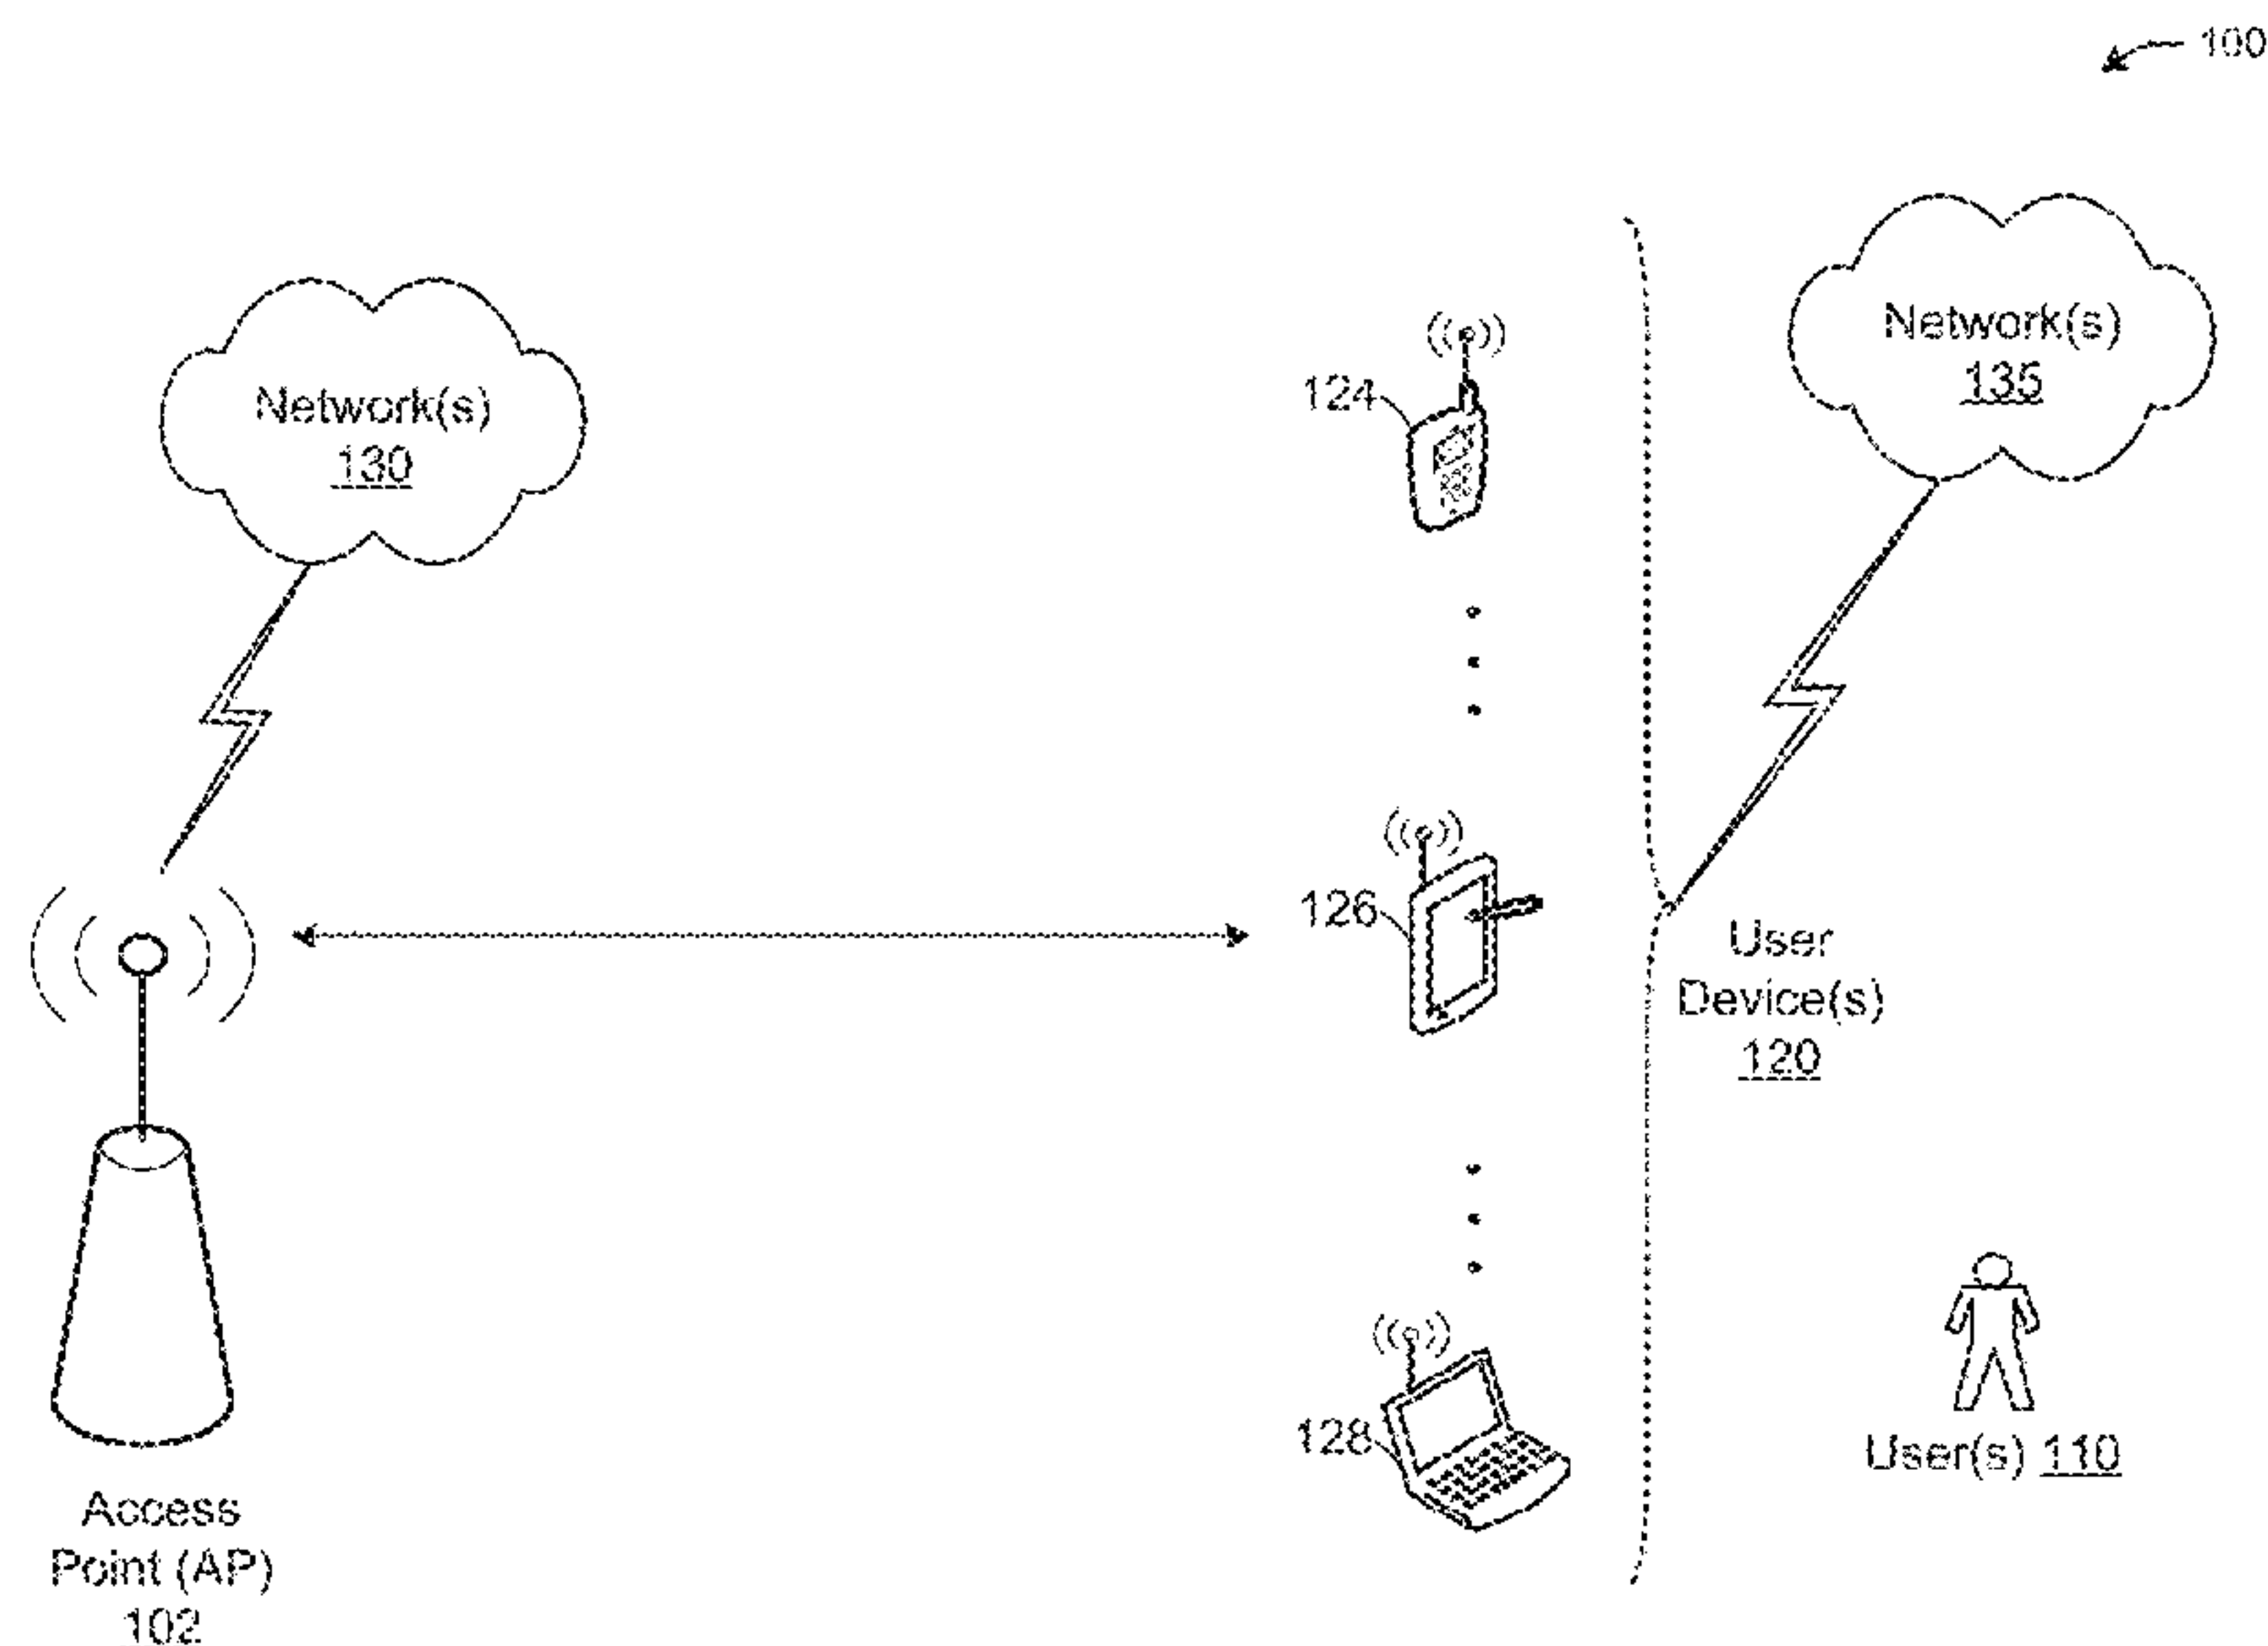 100
Network(s)
135
Network(s)
130
124
126
User
Device(s)
120
128
User(s) 110
Access
Point (AP)
102